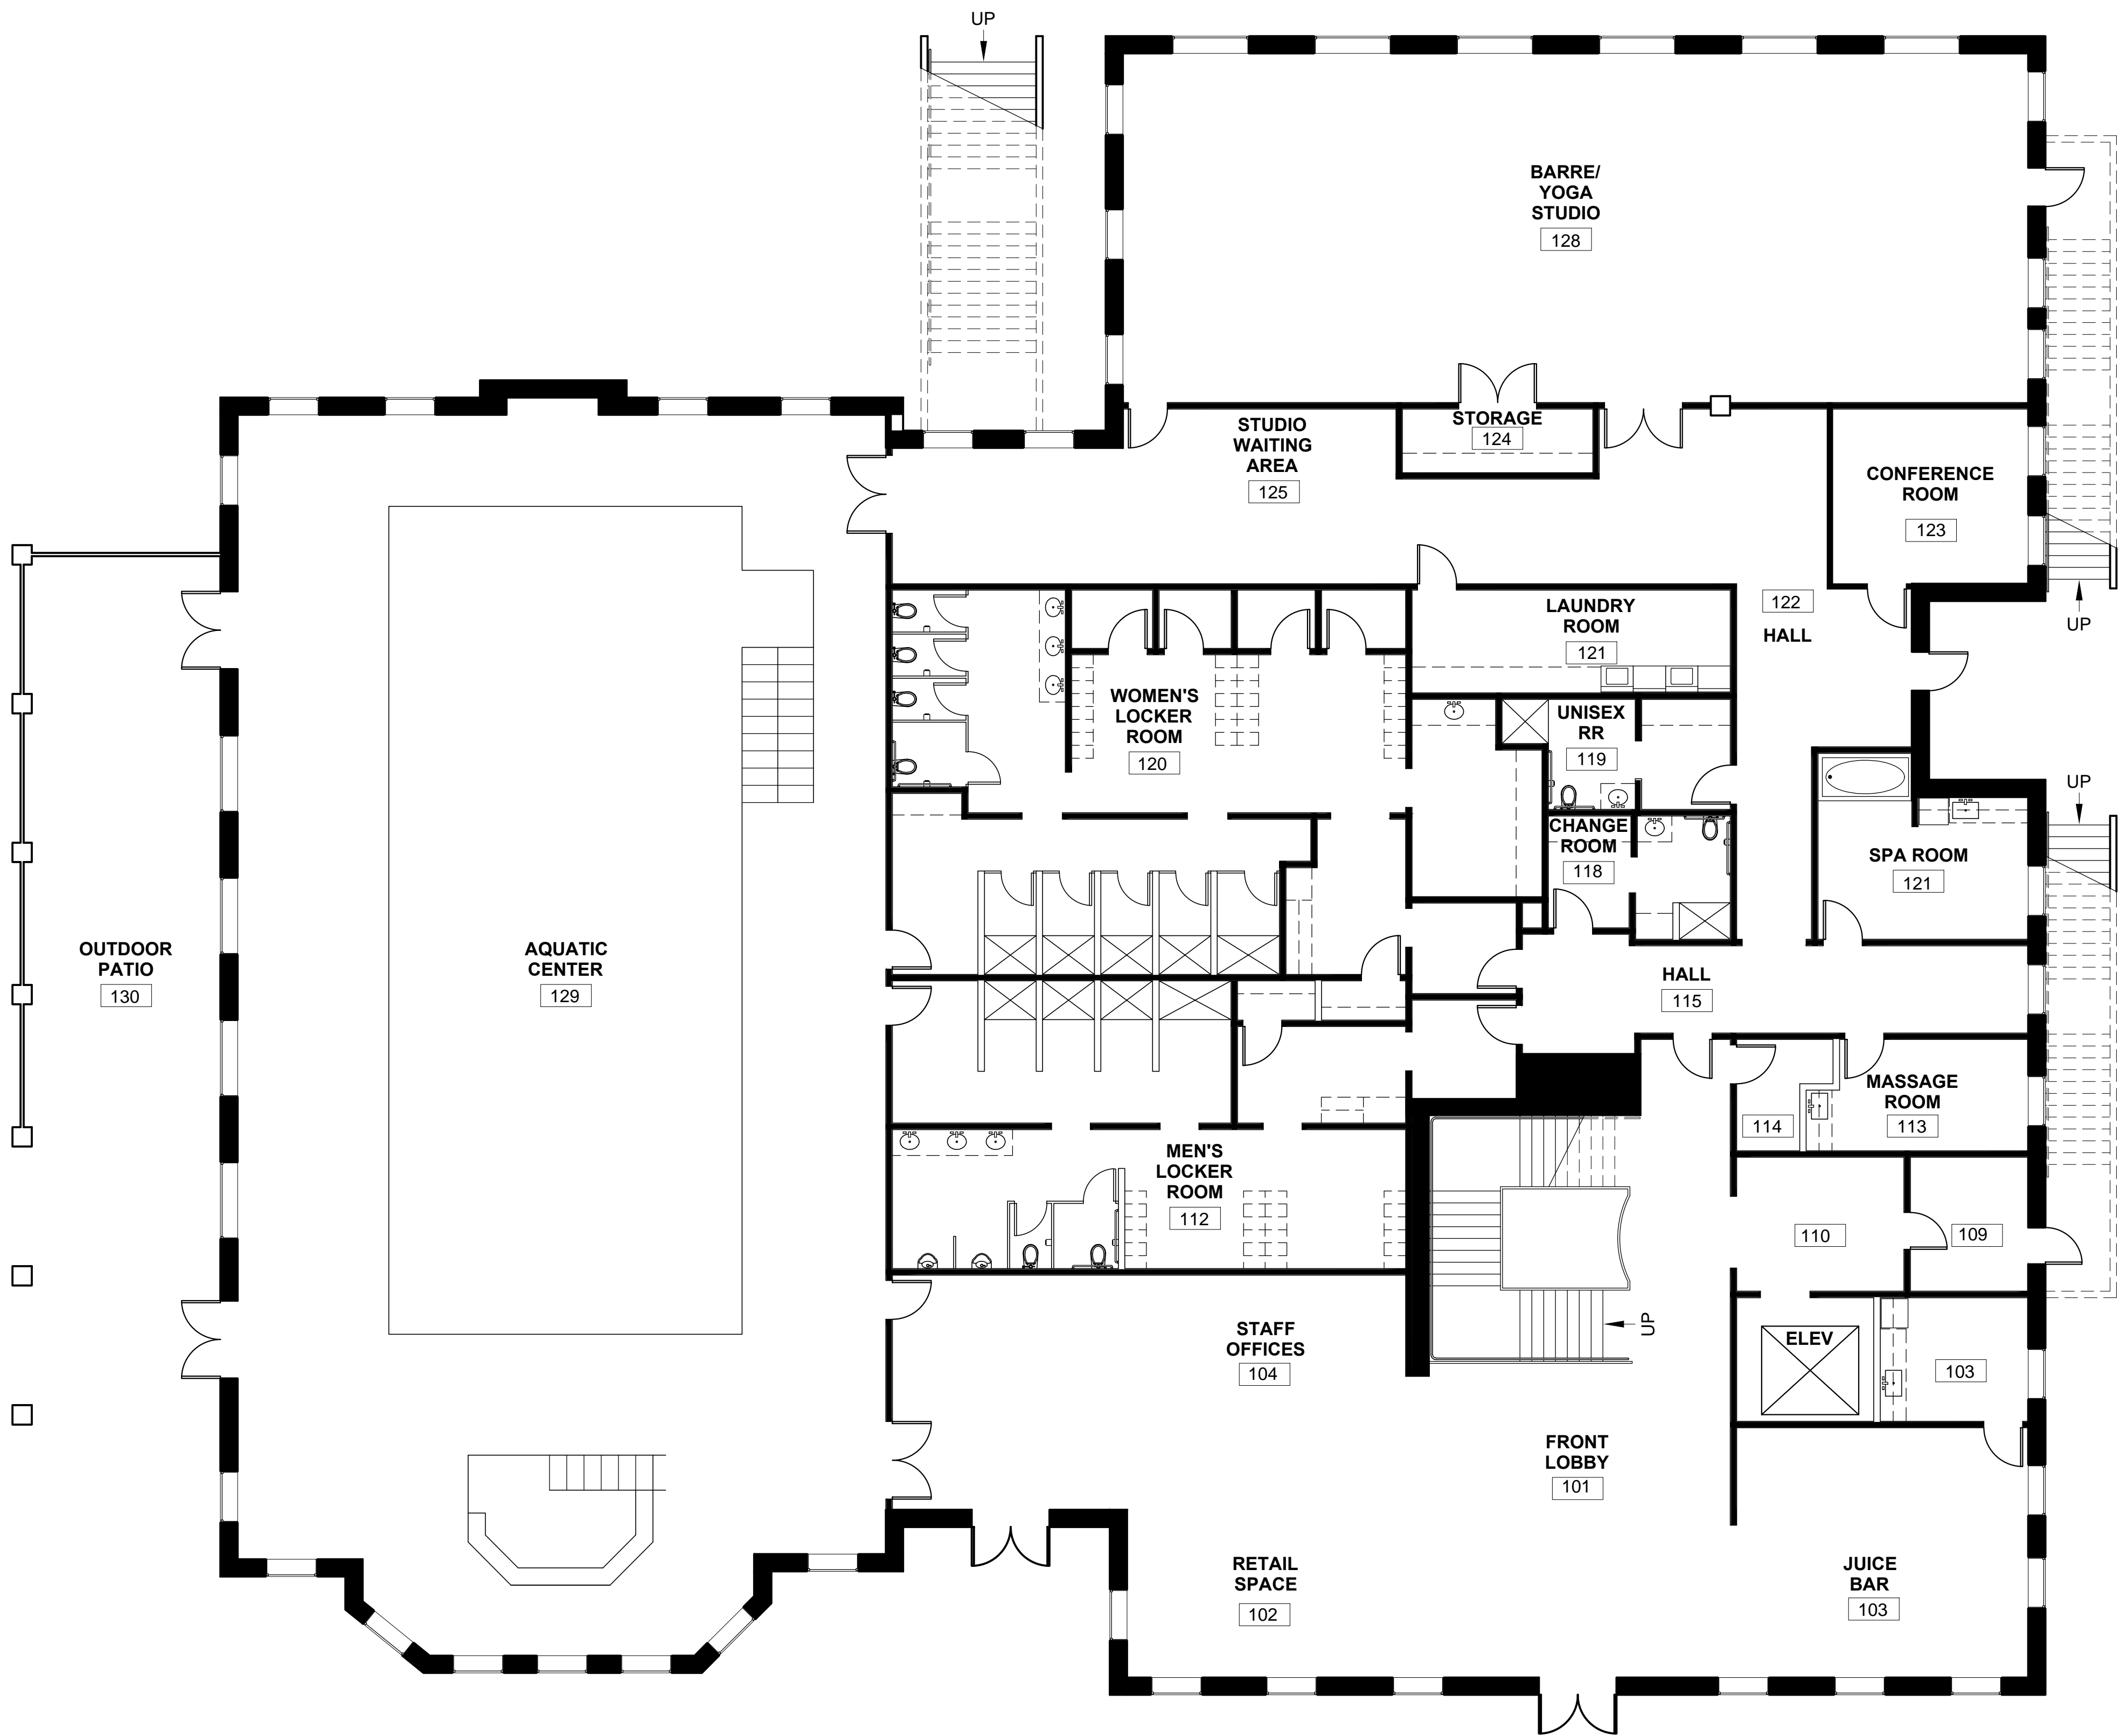 UP
BARRE/
YOGA
STUDIO
128
STORAGE
124
STUDIO
WAITING
AREA
125
CONFERENCE
ROOM
123
UP
122
HALL
LAUNDRY
ROOM
121
WOMEN'S
LOCKER
ROOM
120
UNISEX
RR
119
UP
CHANGE
ROOM
118
SPA ROOM
121
OUTDOOR
PATIO
130
AQUATIC
CENTER
129
HALL
115
MASSAGE
ROOM
113
114
MEN'S
LOCKER
ROOM
112
110
109
STAFF
OFFICES
104
UP
ELEV
103
FRONT
LOBBY
101
RETAIL
SPACE
102
JUICE
BAR
103